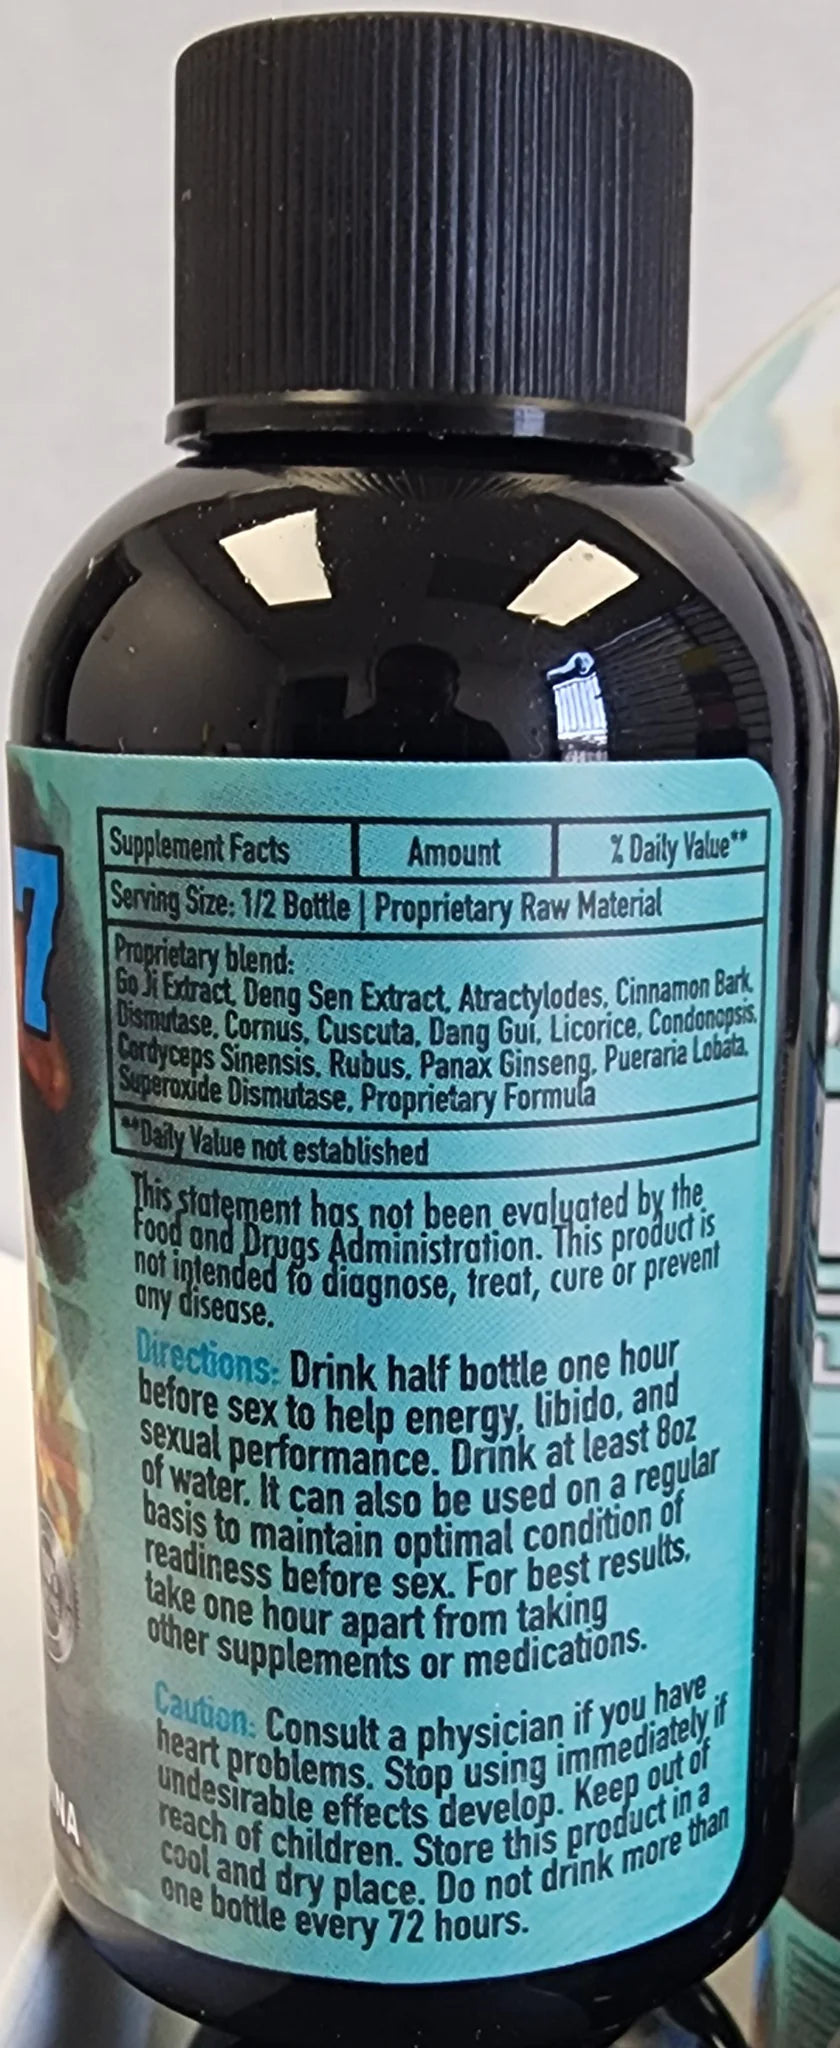 7
Supplement Facts Amount % Daily Value**
Serving Size: 1/2 Bottle | Proprietary Raw Material
Proprietary blend:
Go Ji Extract, Deng Sen Extract, Atractylodes, Cinnamon Bark,
Dismutase, Cornus, Cuscuta, Dang Gui, Licorice, Condonopsis,
Cordyceps Sinensis, Rubus, Panax Ginseng, Pueraria Lobata,
Superoxide Dismutase, Proprietary Formula
**Daily Value not established
This statement has not been evaluated by the
Food and Drugs Administration. This product is
not intended to diagnose, treat, cure or prevent
any disease.
Directions: Drink half bottle one hour
before sex to help energy, libido, and
sexual performance. Drink at least 8oz
of water. It can also be used on a regular
basis to maintain optimal condition of
readiness before sex. For best results,
take one hour apart from taking
other supplements or medications.
Caution: Consult a physician if you have
heart problems. Stop using immediately if
undesirable effects develop. Keep out of
reach of children. Store this product in a
cool and dry place. Do not drink more than
one bottle every 72 hours.